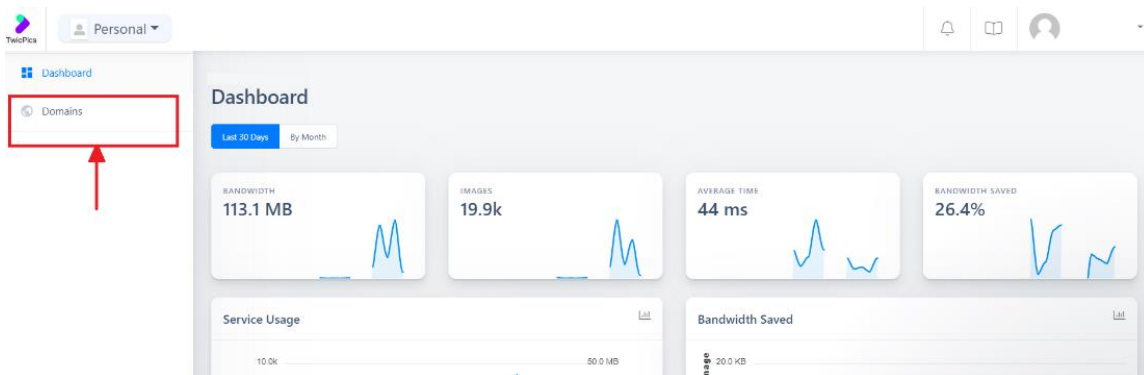 TwicPics
Personal
Dashboard
Domains
Dashboard
Last 30 Days By Month
BANDWIDTH
113.1 MB
IMAGES
19.9k
AVERAGE TIME
44 ms
BANDWIDTH SAVED
26.4%
Service Usage
10.0k 50.0 MB
Bandwidth Saved
20.0 KB